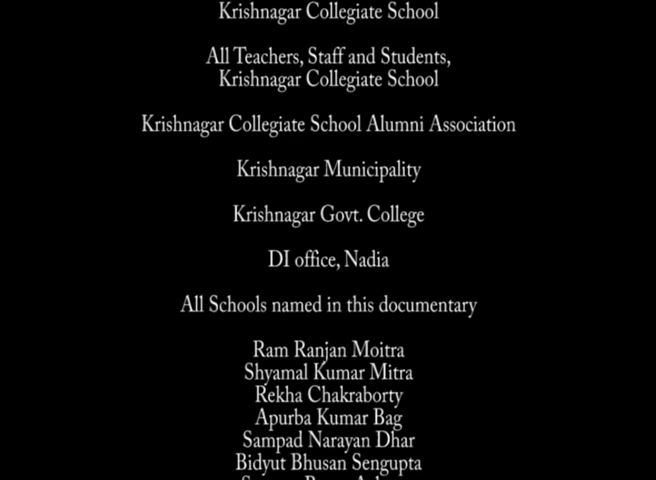 Krishnagar Collegiate School
All Teachers, Staff and Students,
Krishnagar Collegiate School
Krishnagar Collegiate School Alumni Association
Krishnagar Municipality
Krishnagar Govt. College
DI office, Nadia
All Schools named in this documentary
Ram Ranjan Moitra
Shyamal Kumar Mitra
Rekha Chakraborty
Apurba Kumar Bag
Sampad Narayan Dhar
Bidyut Bhusan Sengupta